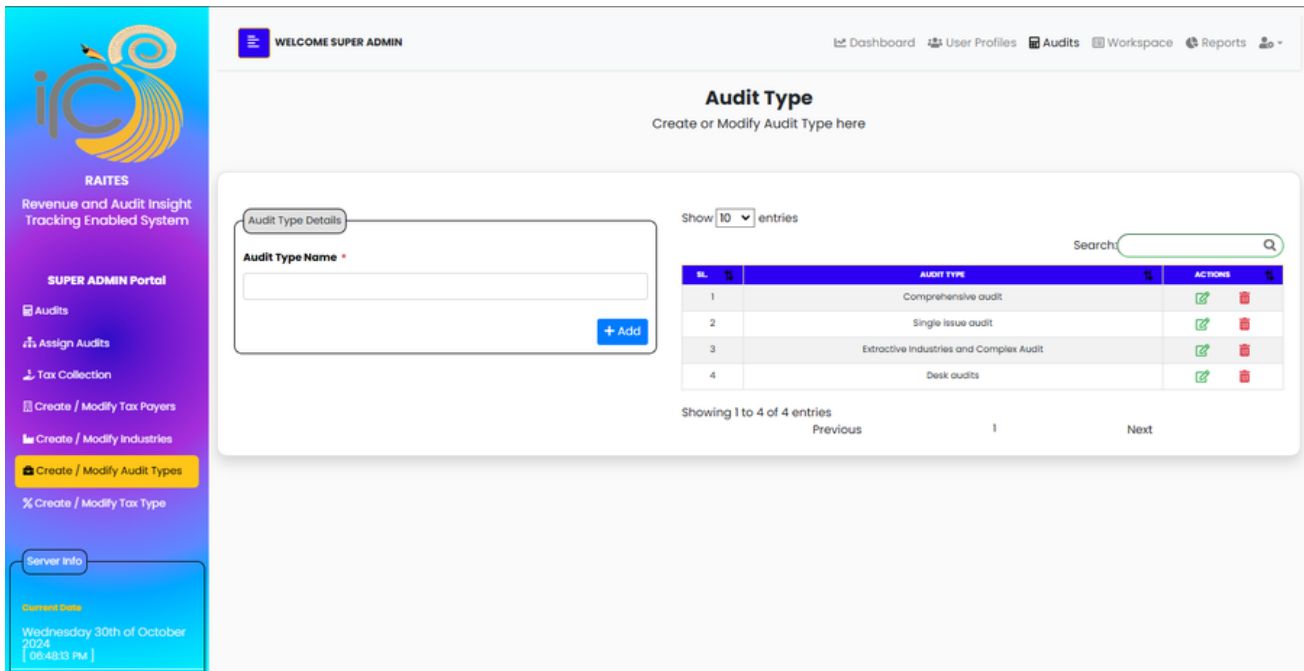 irc
RAITES
Revenue and Audit Insight
Tracking Enabled System
SUPER ADMIN Portal
Audits
Assign Audits
Tax Collection
Create / Modify Tax Payers
Create / Modify Industries
Create / Modify Audit Types
Create / Modify Tax Type
Server Info
Current Date
Wednesday 30th of October
2024
[ 06:48:13 PM ]
WELCOME SUPER ADMIN
Dashboard User Profiles Audits Workspace Reports
Audit Type
Create or Modify Audit Type here
Audit Type Details
Audit Type Name *
+ Add
Show 10 entries
Search:
SL. AUDIT TYPE ACTIONS
1 Comprehensive audit
2 Single issue audit
3 Extractive Industries and Complex Audit
4 Desk audits
Showing 1 to 4 of 4 entries
Previous 1 Next